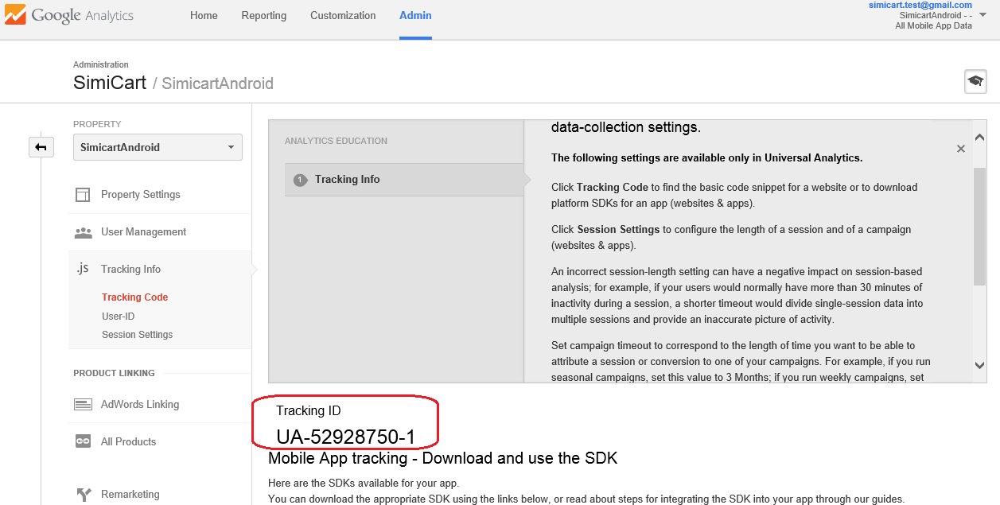 Google Analytics
Home Reporting Customization Admin
simicart.test@gmail.com
SimicartAndroid - -
All Mobile App Data
Administration
SimiCart / SimicartAndroid
PROPERTY
SimicartAndroid
Property Settings
User Management
.js Tracking Info
Tracking Code
User-ID
Session Settings
PRODUCT LINKING
AdWords Linking
All Products
Remarketing
ANALYTICS EDUCATION
1 Tracking Info
data-collection settings.
The following settings are available only in Universal Analytics.
Click Tracking Code to find the basic code snippet for a website or to download
platform SDKs for an app (websites & apps).
Click Session Settings to configure the length of a session and of a campaign
(websites & apps).
An incorrect session-length setting can have a negative impact on session-based
analysis; for example, if your users would normally have more than 30 minutes of
inactivity during a session, a shorter timeout would divide single-session data into
multiple sessions and provide an inaccurate picture of activity.
Set campaign timeout to correspond to the length of time you want to be able to
attribute a session or conversion to one of your campaigns. For example, if you run
seasonal campaigns, set this value to 3 Months; if you run weekly campaigns, set
Tracking ID
UA-52928750-1
Mobile App tracking - Download and use the SDK
Here are the SDKs available for your app.
You can download the appropriate SDK using the links below, or read about steps for integrating the SDK into your app through our guides.